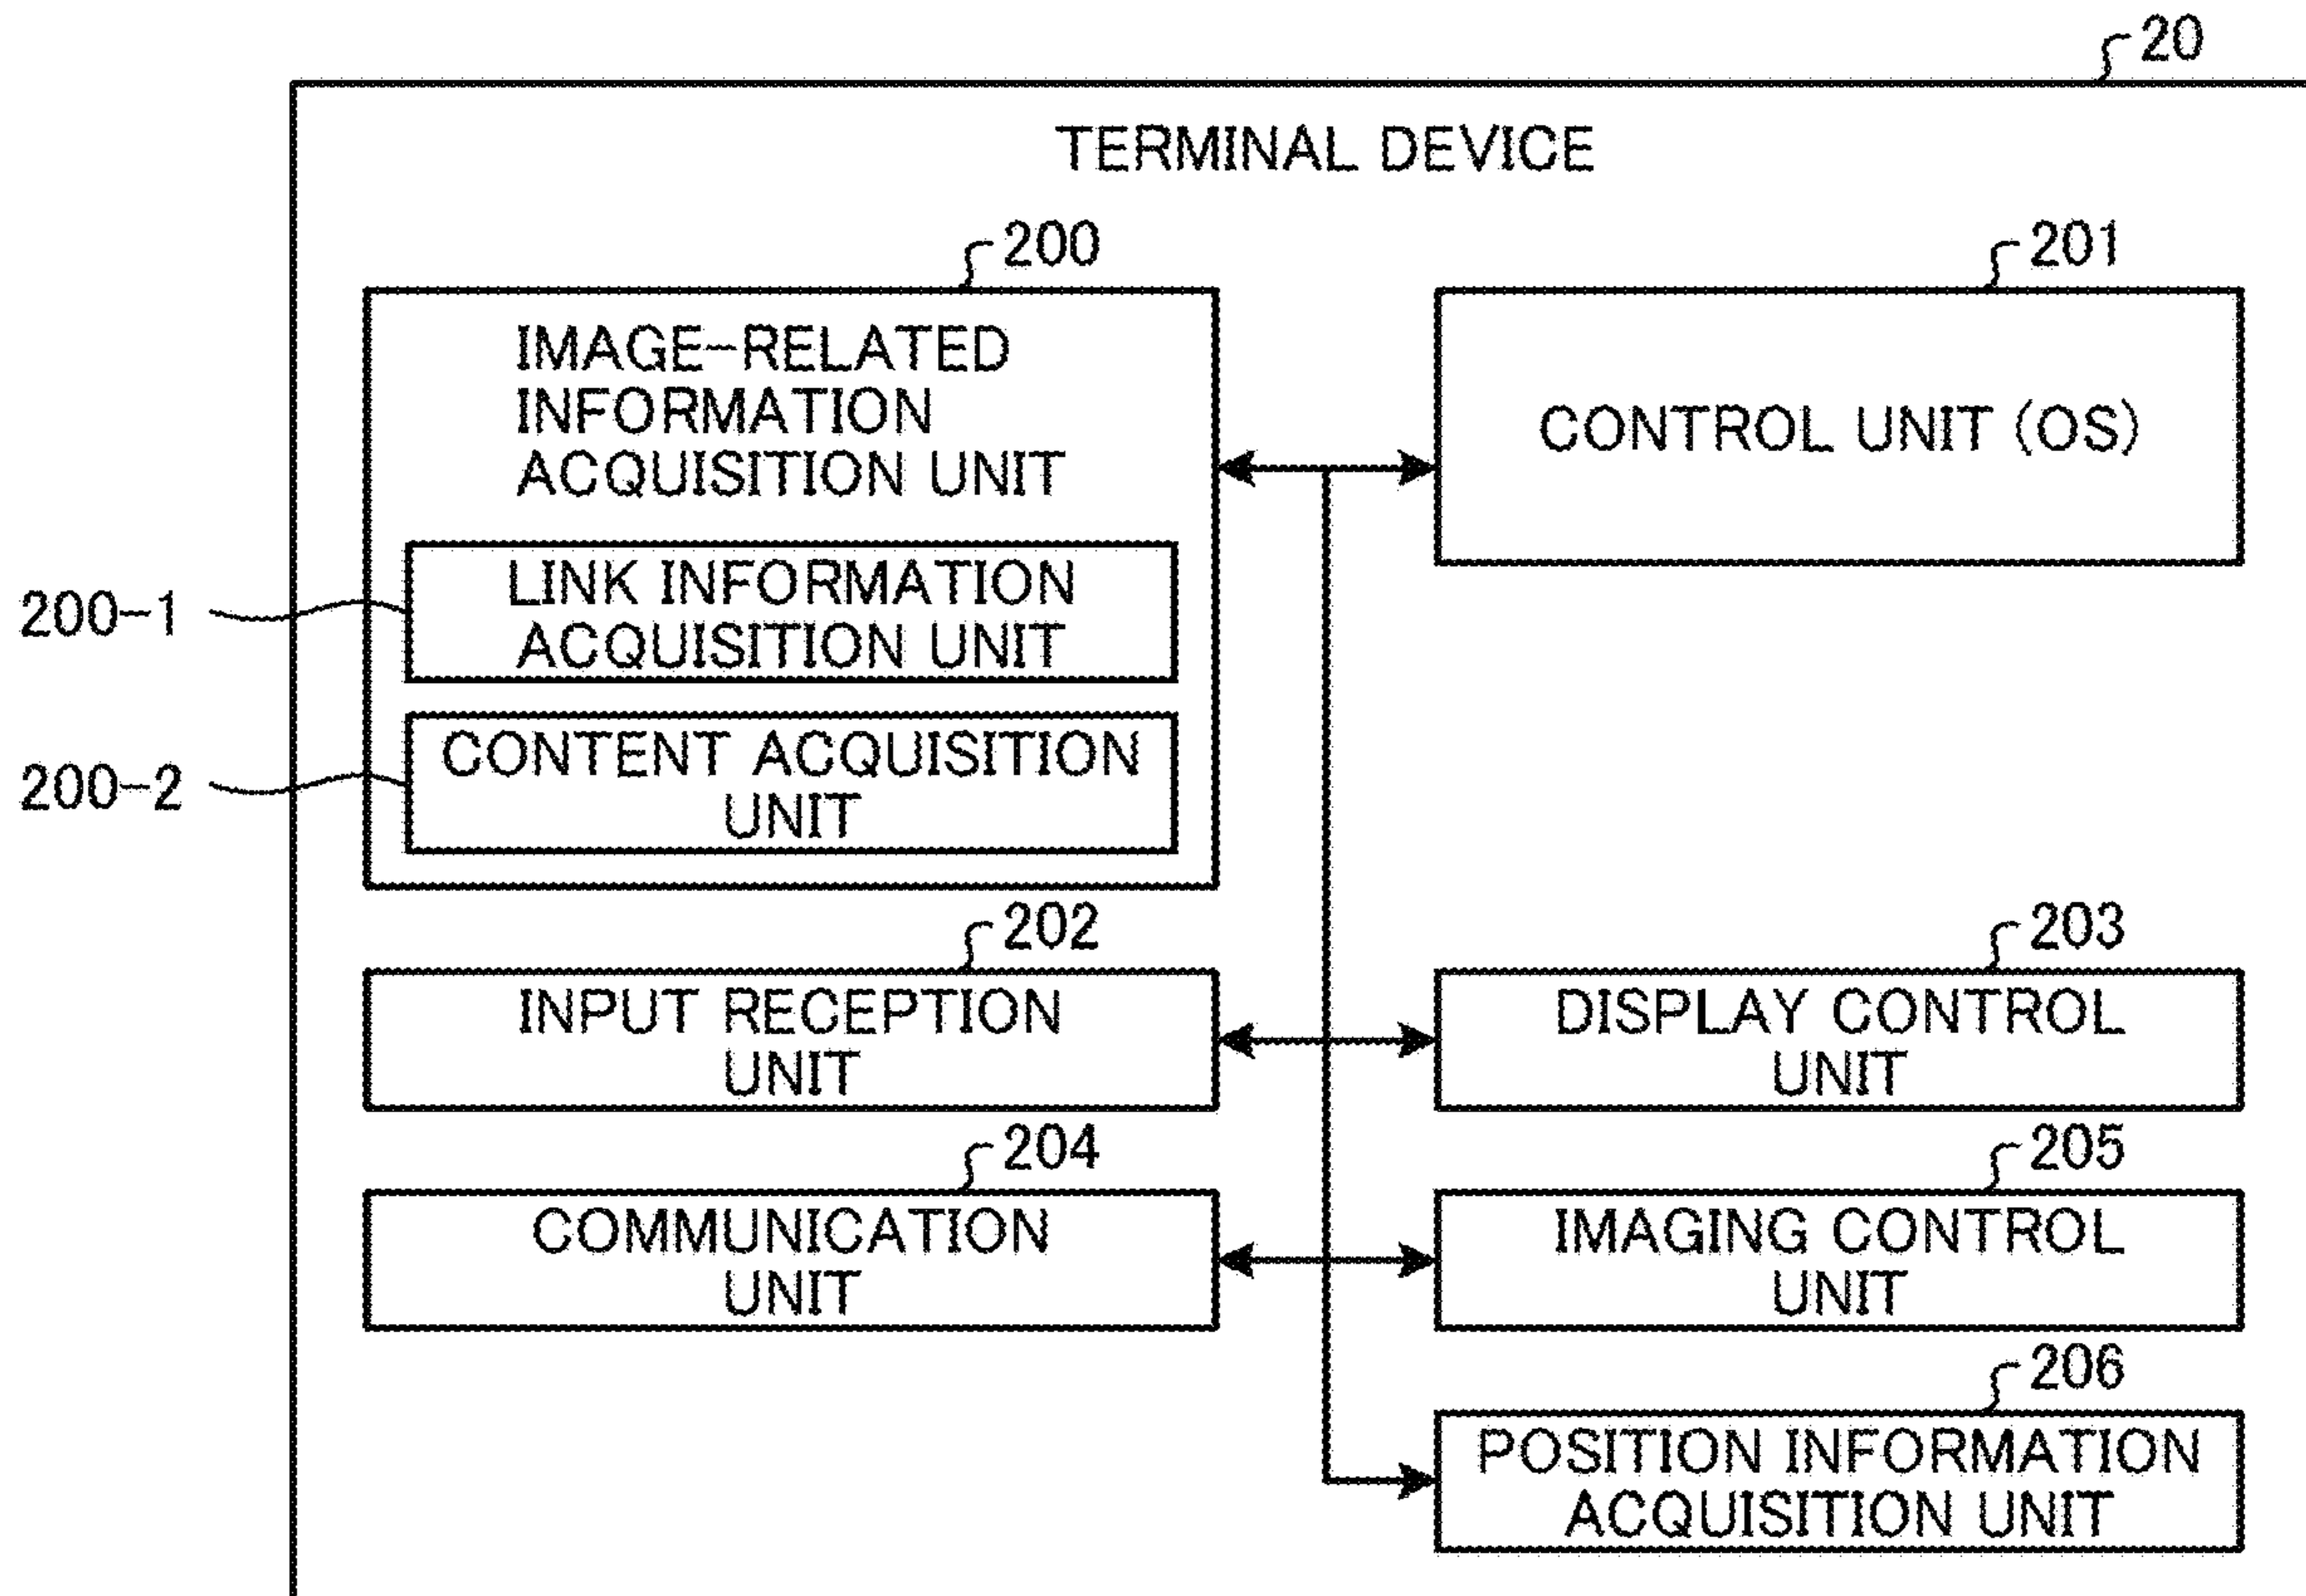 20
TERMINAL DEVICE
200
IMAGE-RELATED
INFORMATION
ACQUISITION UNIT
200-1
LINK INFORMATION
ACQUISITION UNIT
200-2
CONTENT ACQUISITION
UNIT
201
CONTROL UNIT (OS)
202
INPUT RECEPTION
UNIT
203
DISPLAY CONTROL
UNIT
204
COMMUNICATION
UNIT
205
IMAGING CONTROL
UNIT
206
POSITION INFORMATION
ACQUISITION UNIT